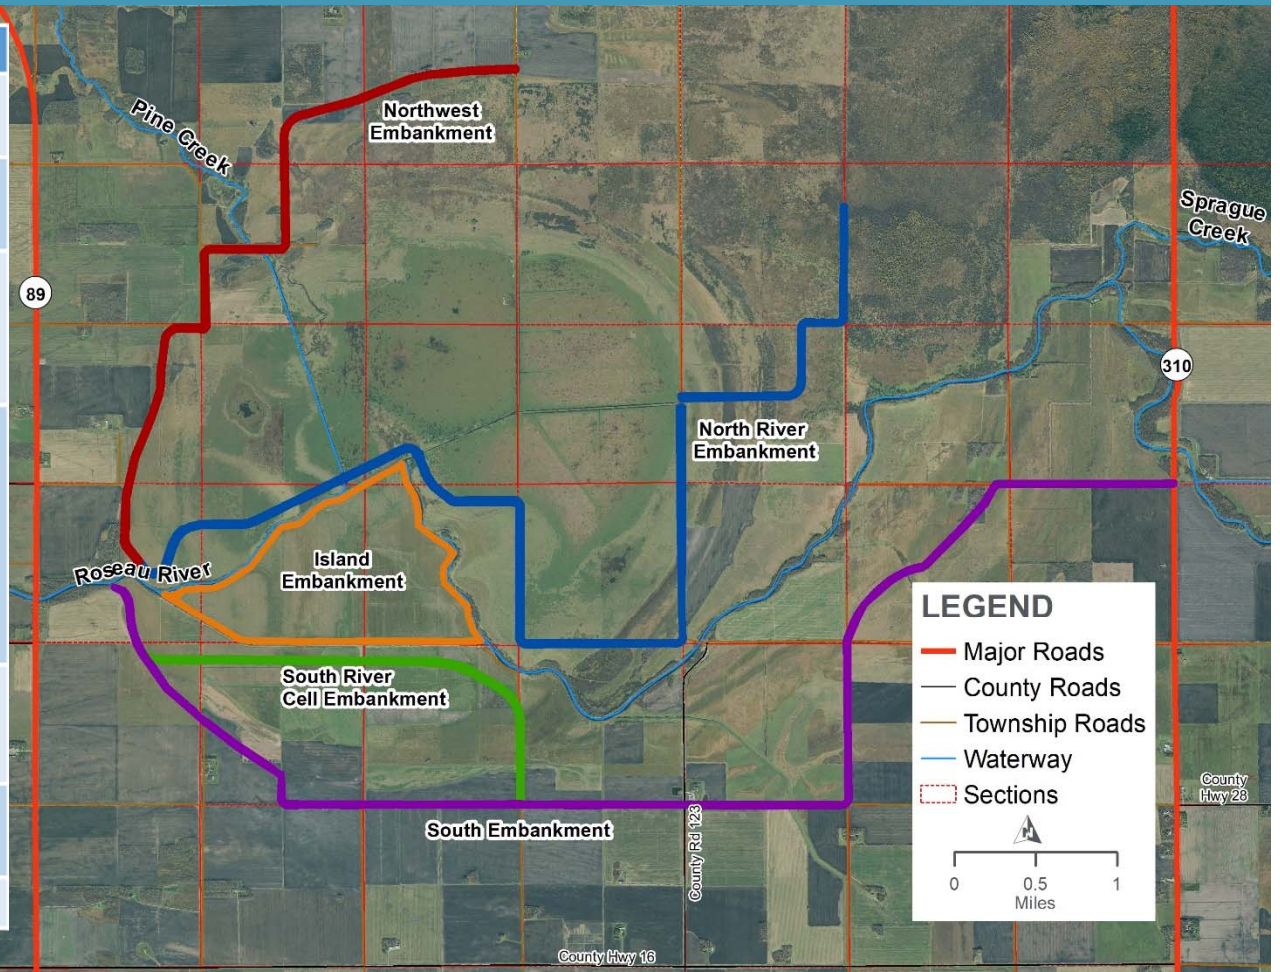 Northwest
Embankment
Pine Creek
Sprague
Creek
89
310
North River
Embankment
Island
Embankment
Roseau River
South River
Cell Embankment
South Embankment
County Rd 123
County
Hwy 28
County Hwy 16
LEGEND
Major Roads
County Roads
Township Roads
Waterway
Sections
N
0 0.5 1
Miles